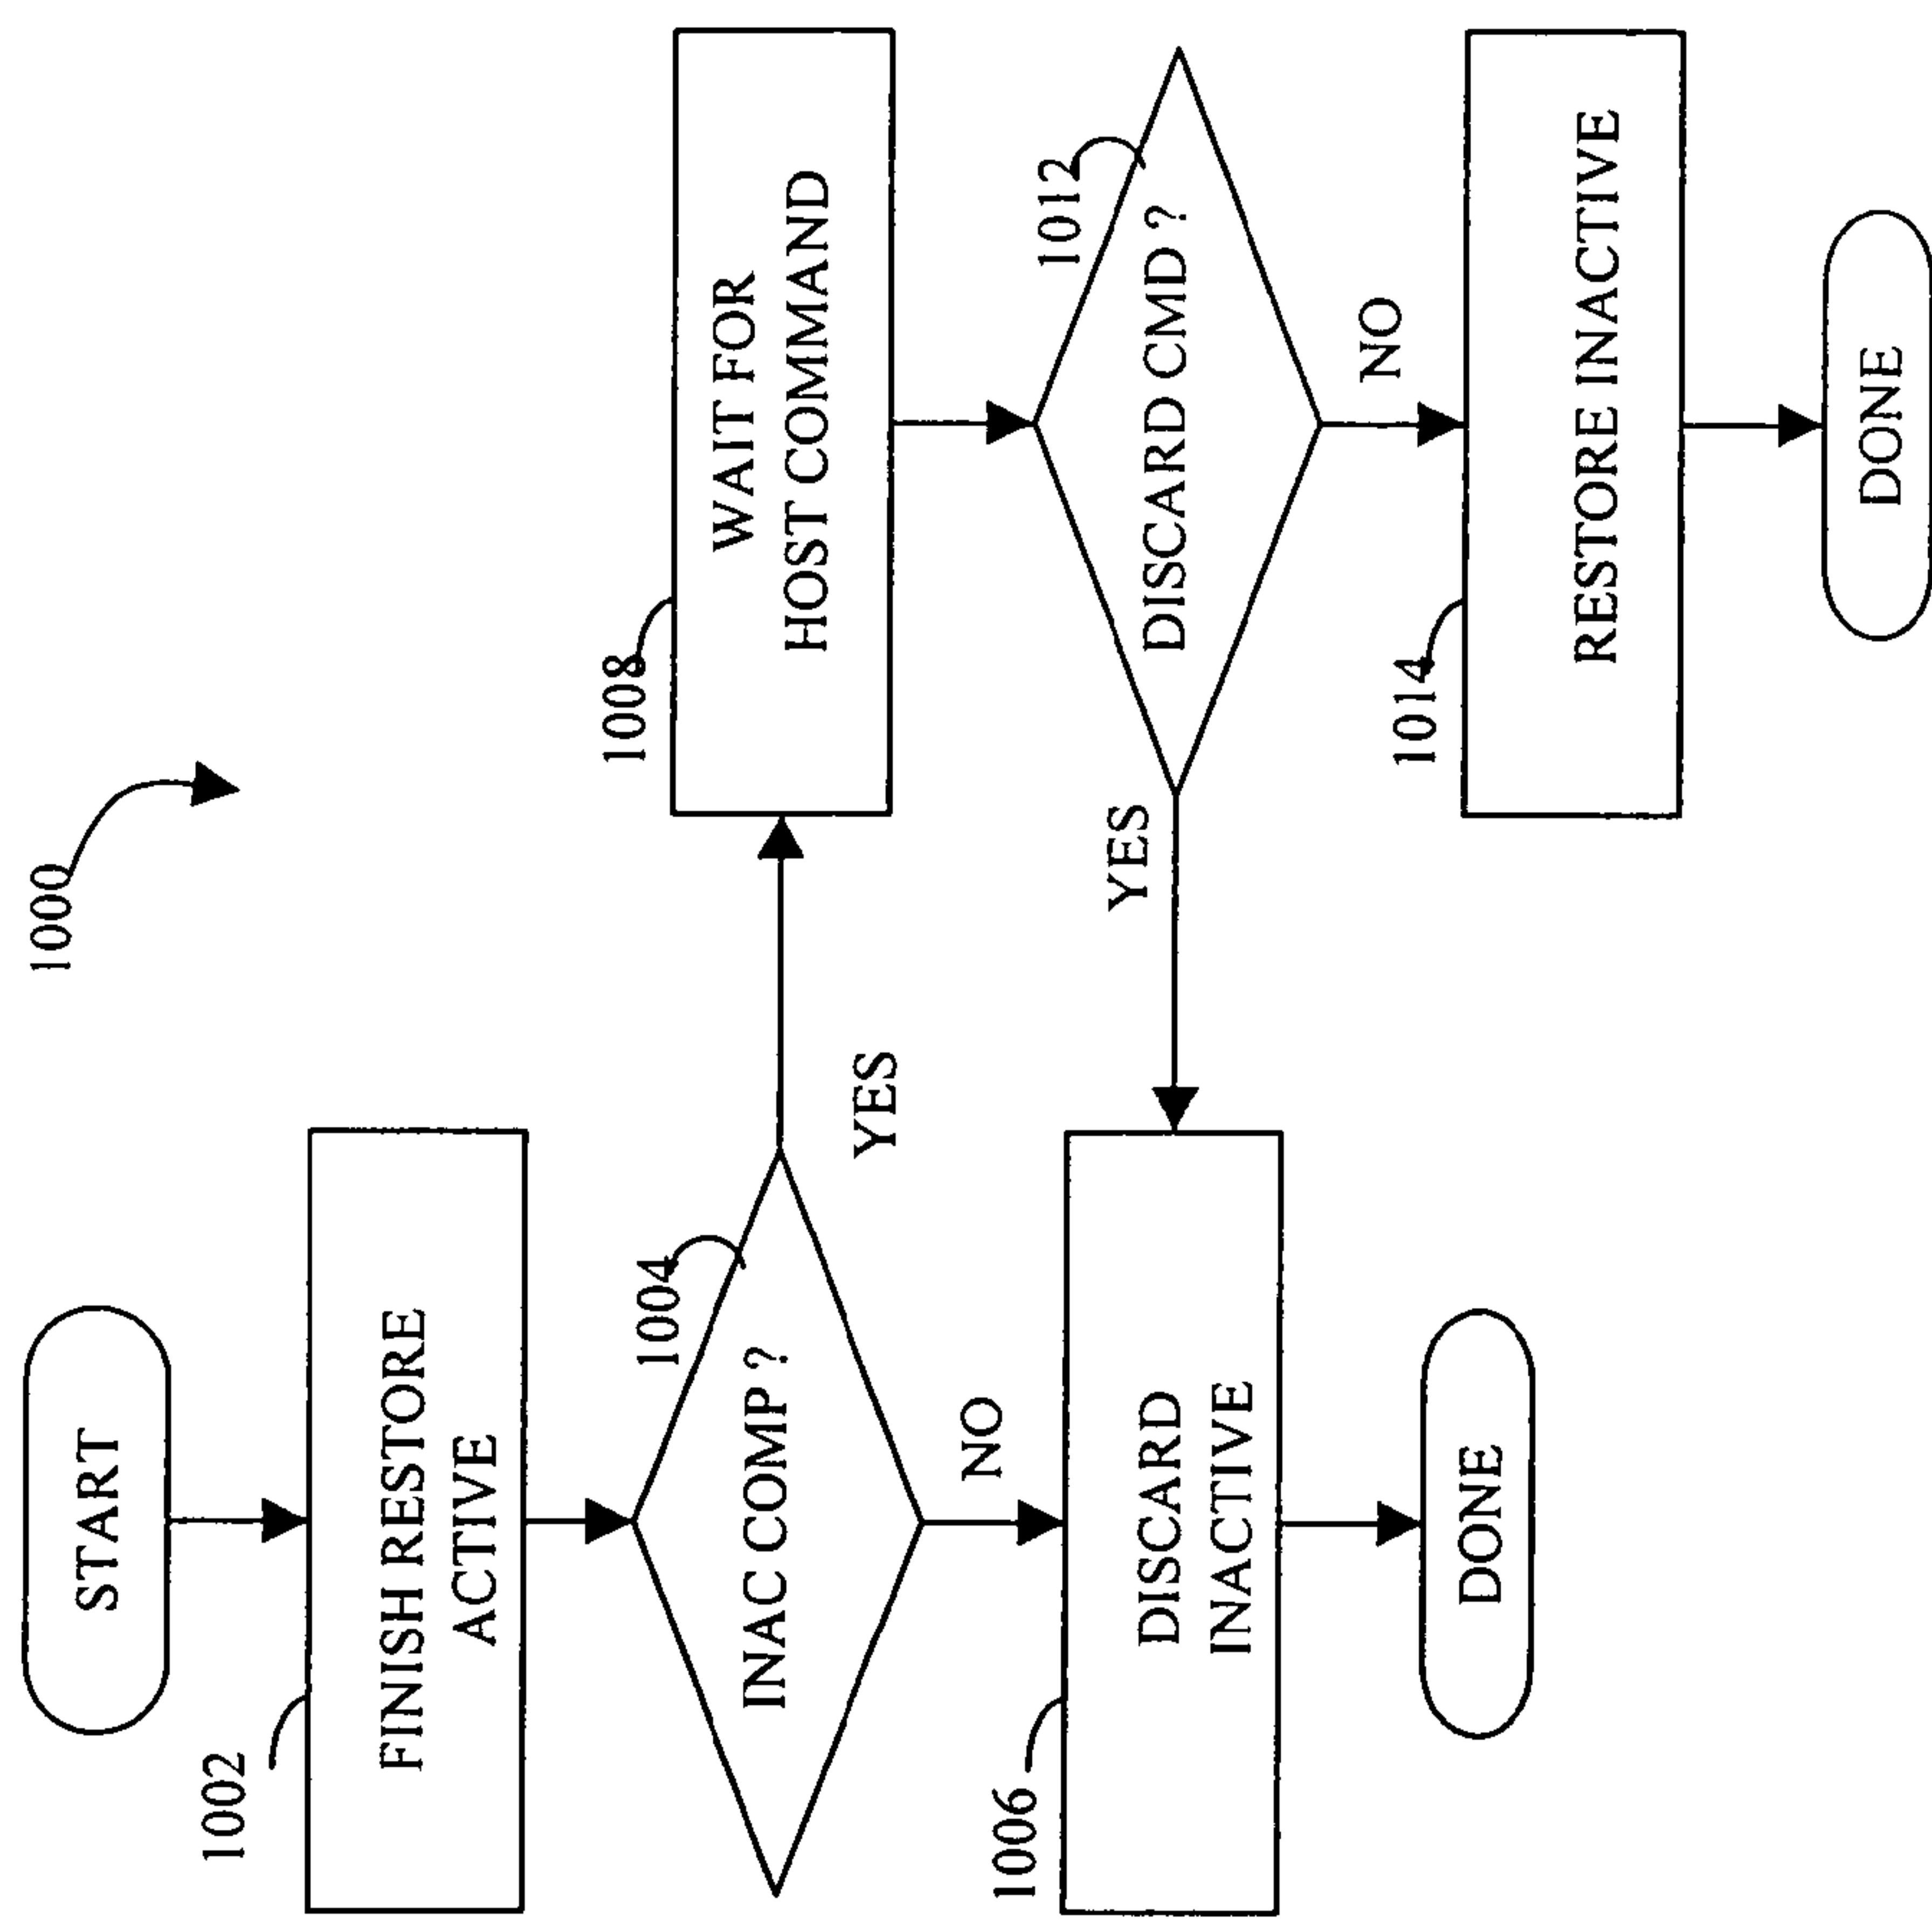 1000
START
1002
FINISH RESTORE
ACTIVE
1004
INAC COMP ?
YES
NO
1006
DISCARD
INACTIVE
DONE
1008
WAIT FOR
HOST COMMAND
1012
DISCARD CMD ?
YES
NO
1014
RESTORE INACTIVE
DONE